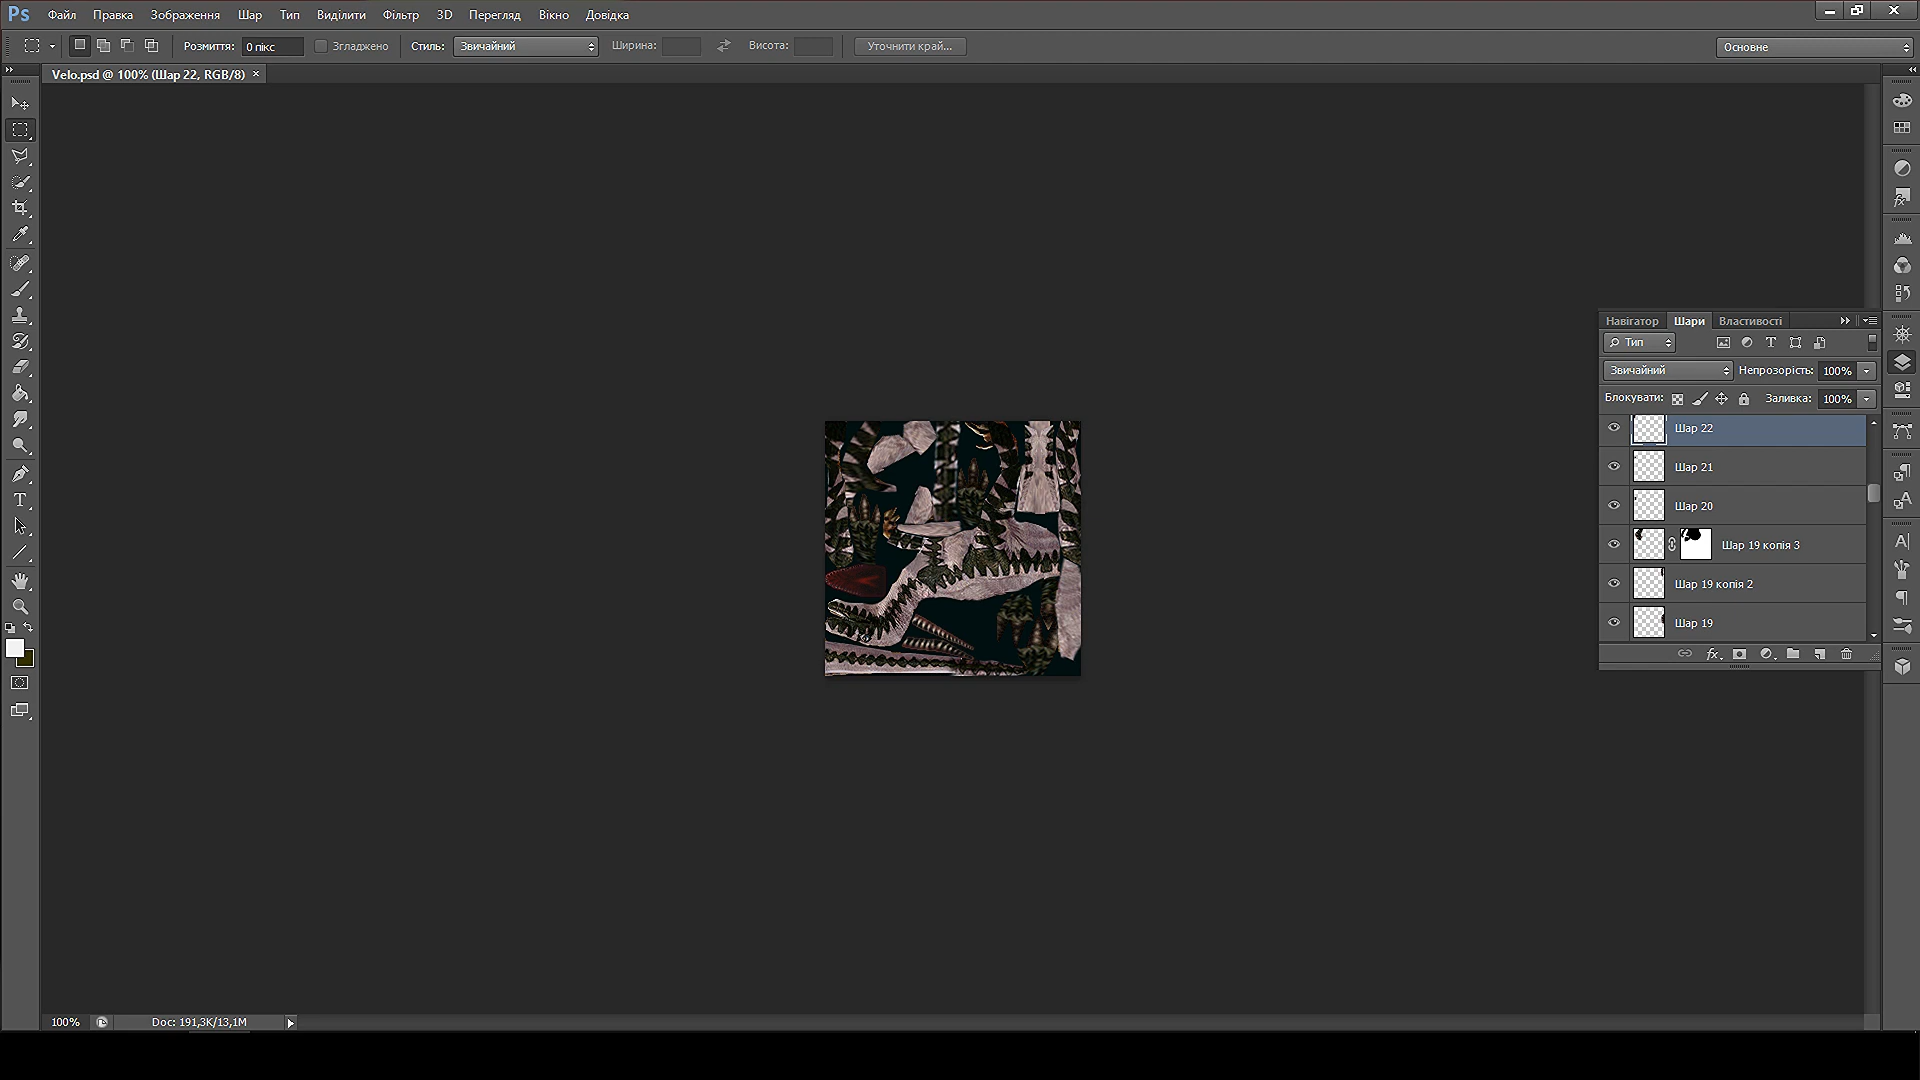 Ps Файл Правка Зображення Шар Тип Виділити Фільтр 3D Перегляд Вікно Довідка
Розмиття: 0 пікс Згладжено Стиль: Звичайний Ширина: Висота: Уточнити край... Основне
Velo.psd @ 100% (Шар 22, RGB/8) ×
Навігатор Шари Властивості
Тип
Звичайний Непрозорість: 100%
Блокувати: Заливка: 100%
Шар 22
Шар 21
Шар 20
Шар 19 копія 3
Шар 19 копія 2
Шар 19
100% Doc: 191,3K/13,1M